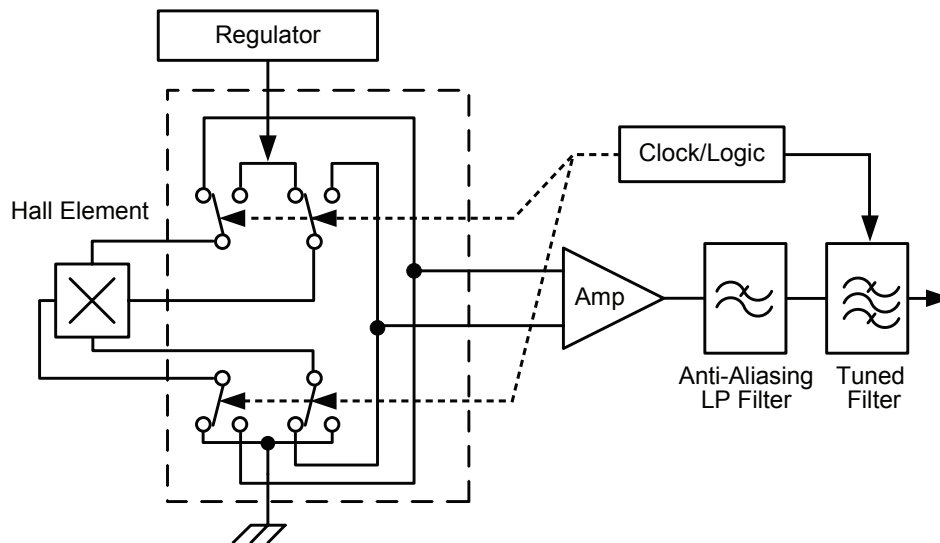 Regulator
Clock/Logic
Hall Element
Amp
Anti-Aliasing
LP Filter
Tuned
Filter